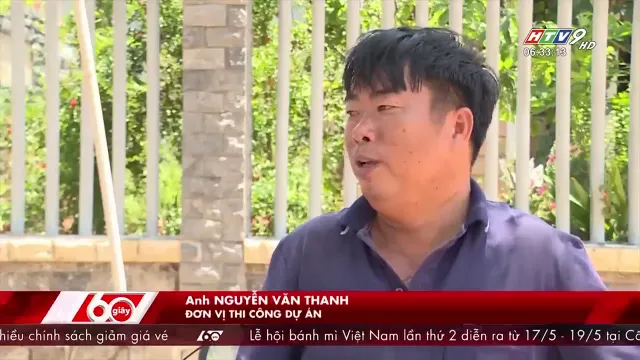 HTV9 HD
06:33:13
60 giây
Anh NGUYỄN VĂN THANH
ĐƠN VỊ THI CÔNG DỰ ÁN
hiều chính sách giảm giá vé 60 Lễ hội bánh mì Việt Nam lần thứ 2 diễn ra từ 17/5 - 19/5 tại Cô